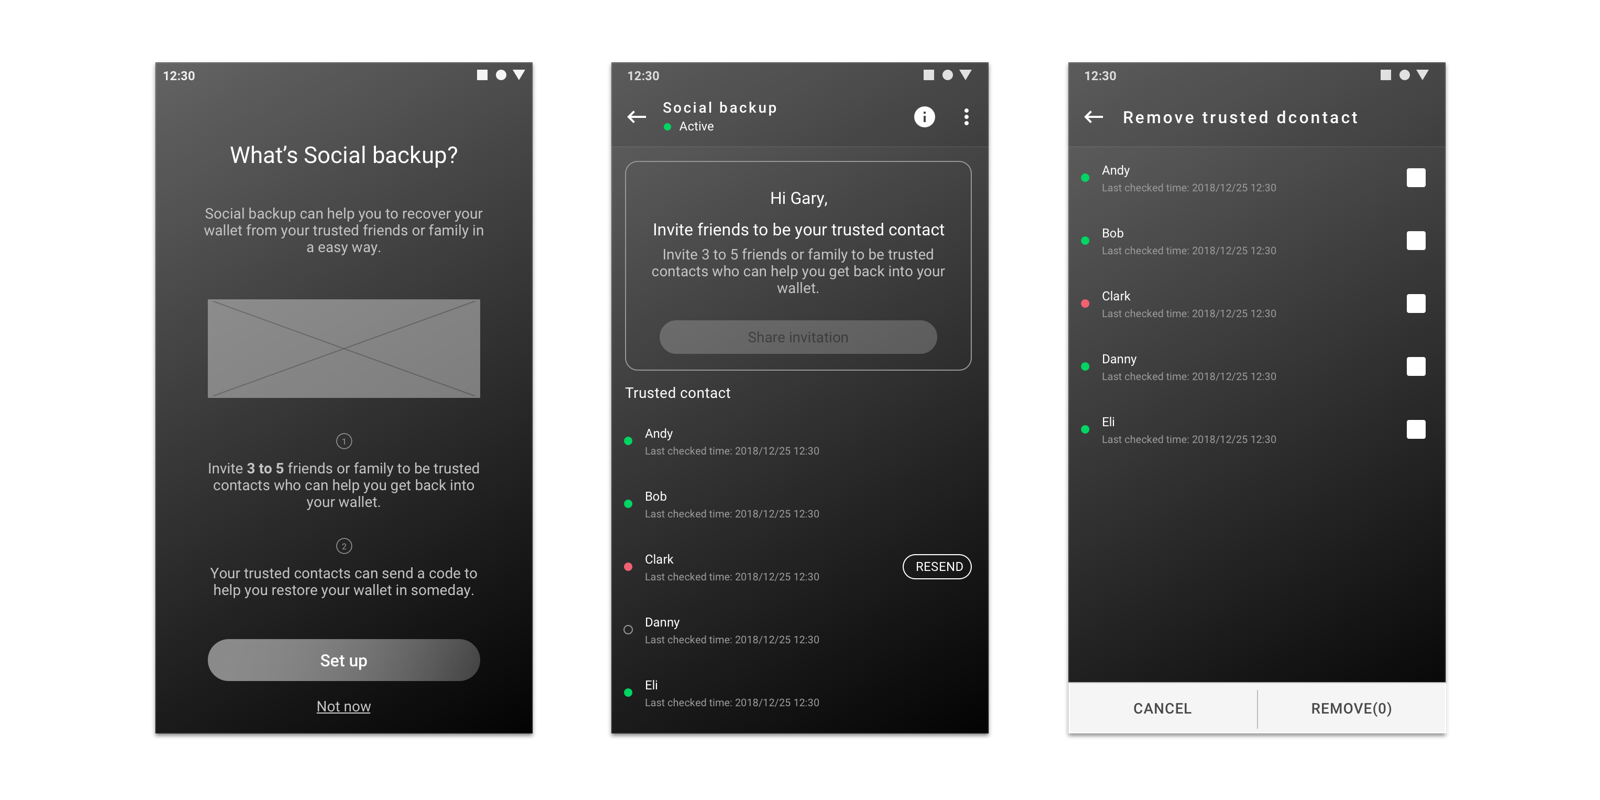 12:30
What's Social backup?
Social backup can help you to recover your
wallet from your trusted friends or family in
a easy way.
1
Invite 3 to 5 friends or family to be trusted
contacts who can help you get back into
your wallet.
2
Your trusted contacts can send a code to
help you restore your wallet in someday.
Set up
Not now
12:30
Social backup
Active
i
Hi Gary,
Invite friends to be your trusted contact
Invite 3 to 5 friends or family to be trusted
contacts who can help you get back into your
wallet.
Share invitation
Trusted contact
Andy
Last checked time: 2018/12/25 12:30
Bob
Last checked time: 2018/12/25 12:30
Clark
Last checked time: 2018/12/25 12:30
RESEND
Danny
Last checked time: 2018/12/25 12:30
Eli
Last checked time: 2018/12/25 12:30
12:30
Remove trusted dcontact
Andy
Last checked time: 2018/12/25 12:30
Bob
Last checked time: 2018/12/25 12:30
Clark
Last checked time: 2018/12/25 12:30
Danny
Last checked time: 2018/12/25 12:30
Eli
Last checked time: 2018/12/25 12:30
CANCEL
REMOVE(0)